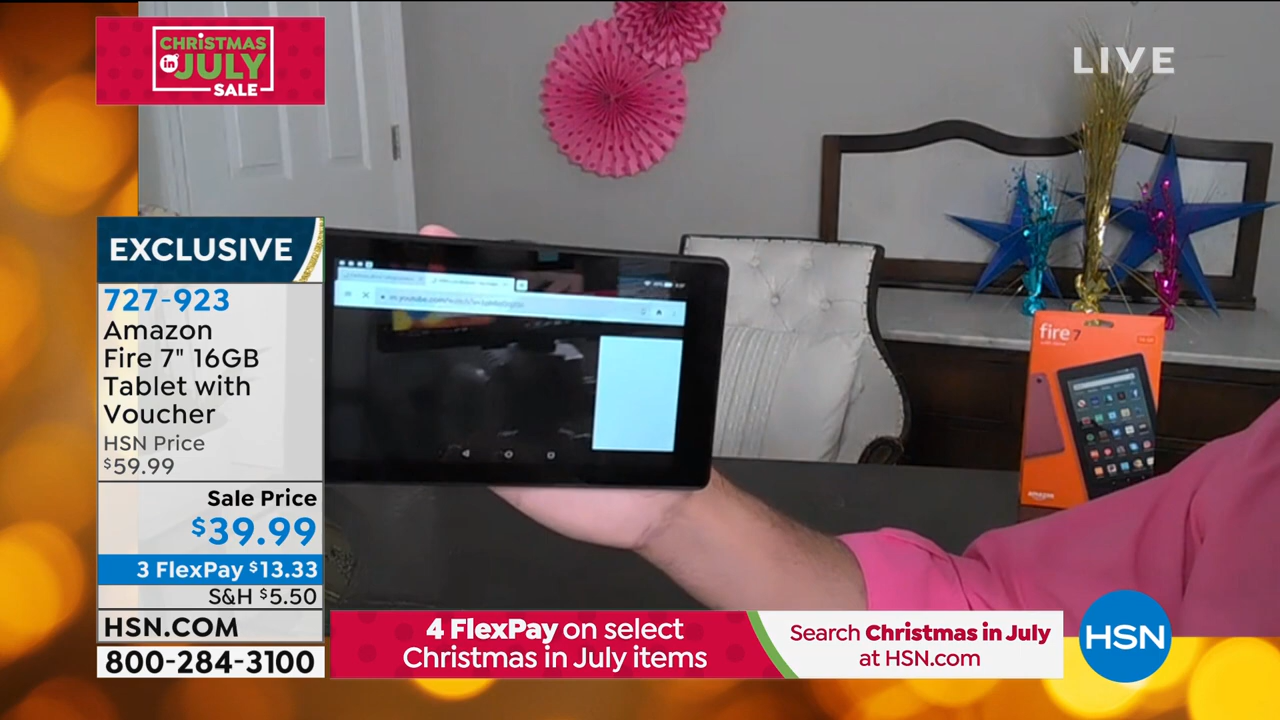 CHRISTMAS
in JULY
SALE
LIVE
EXCLUSIVE
727-923
Amazon
Fire 7" 16GB
Tablet with
Voucher
HSN Price
$59.99
Sale Price
$39.99
3 FlexPay $13.33
S&H $5.50
HSN.COM
800-284-3100
fire 7
amazon
4 FlexPay on select
Christmas in July items
Search Christmas in July
at HSN.com
HSN